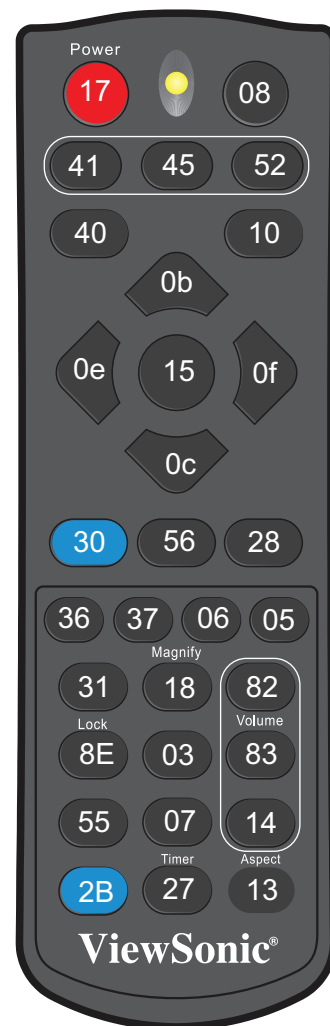 Power
17 08
41 45 52
40 10
0b
0e 15 0f
0c
30 56 28
36 37 06 05
Magnify
31 18 82
Lock Volume
8E 03 83
55 07 14
Timer Aspect
2B 27 13
ViewSonic®